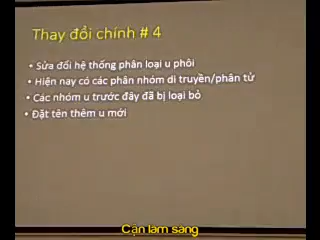 Thay đổi chính # 4
• Sửa đổi hệ thống phân loại u phôi
• Hiện nay có các phân nhóm di truyền/phân tử
• Các nhóm u trước đây đã bị loại bỏ
• Đặt tên thêm u mới
Cận lâm sàng